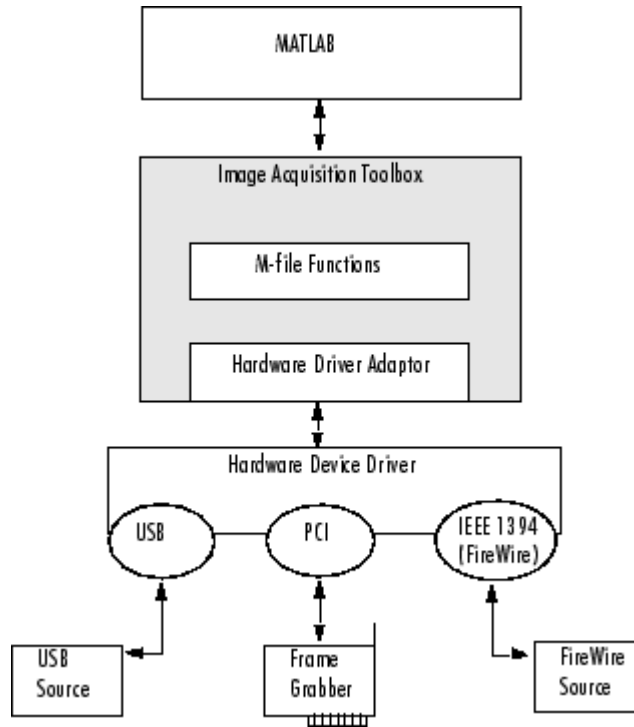 MATLAB
Image Acquisition Toolbox
M-file Functions
Hardware Driver Adaptor
Hardware Device Driver
USB
PCI
IEEE 1394
(FireWire)
USB
Source
Frame
Grabber
FireWire
Source